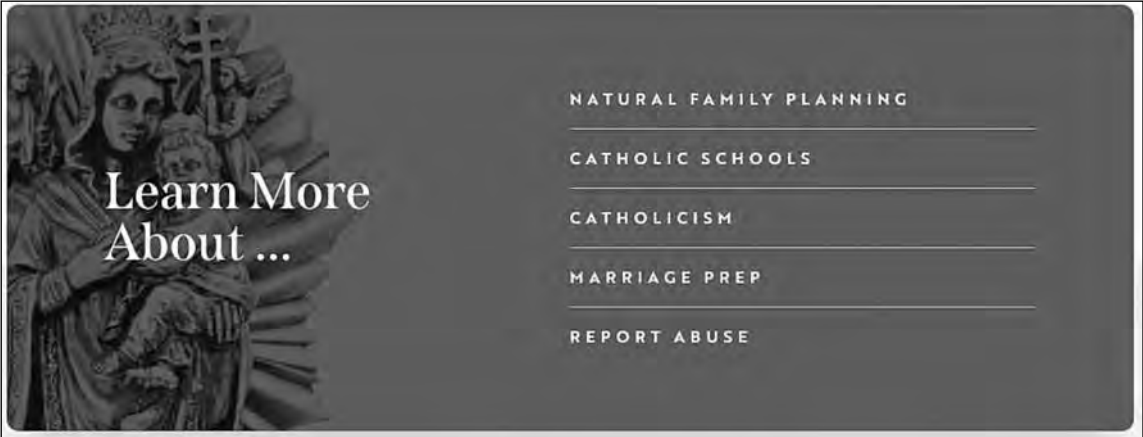 Learn More
About ...
NATURAL FAMILY PLANNING
CATHOLIC SCHOOLS
CATHOLICISM
MARRIAGE PREP
REPORT ABUSE